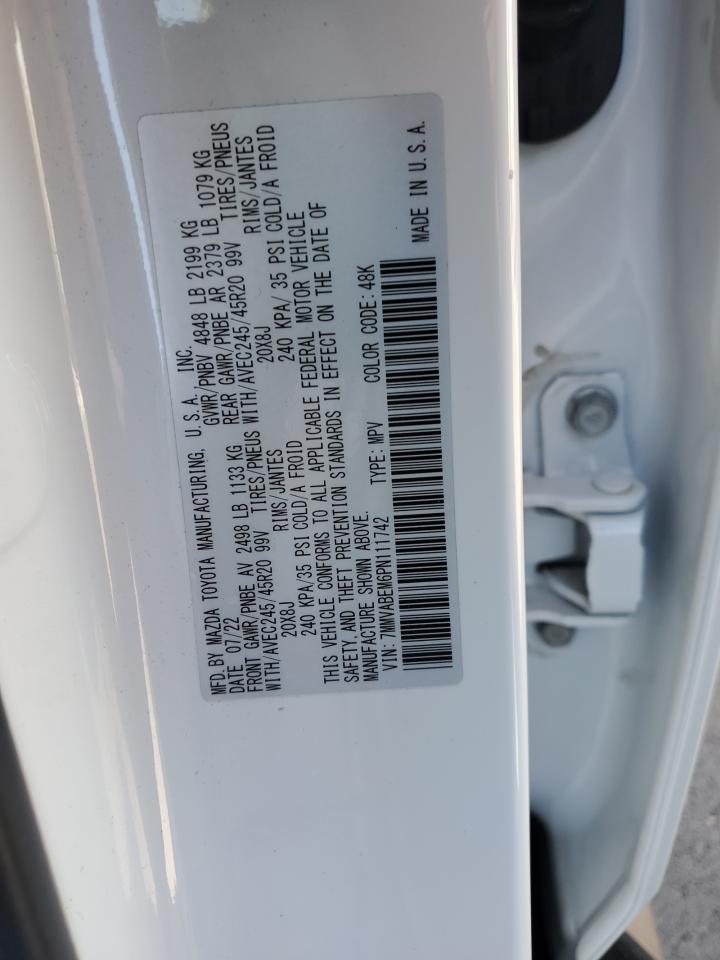 MFD. BY MAZDA TOYOTA MANUFACTURING, U. S. A. INC.
DATE 07/22 GVWR/PNBV 4848 LB 2199 KG
FRONT GAWR/PNBE AV 2498 LB 1133 KG REAR GAWR/PNBE AR 2379 LB 1079 KG
WITH/AVEC245/45R20 99V TIRES/PNEUS WITH/AVEC245/45R20 99V TIRES/PNEUS
20X8J RIMS/JANTES 20X8J RIMS/JANTES
240 KPA/35 PSI COLD/A FROID 240 KPA/ 35 PSI COLD/A FROID
THIS VEHICLE CONFORMS TO ALL APPLICABLE FEDERAL MOTOR VEHICLE
SAFETY, AND THEFT PREVENTION STANDARDS IN EFFECT ON THE DATE OF
MANUFACTURE SHOWN ABOVE.
VIN: 7MMVABEM6PN111742 TYPE: MPV COLOR CODE: 48K
MADE IN U. S. A.